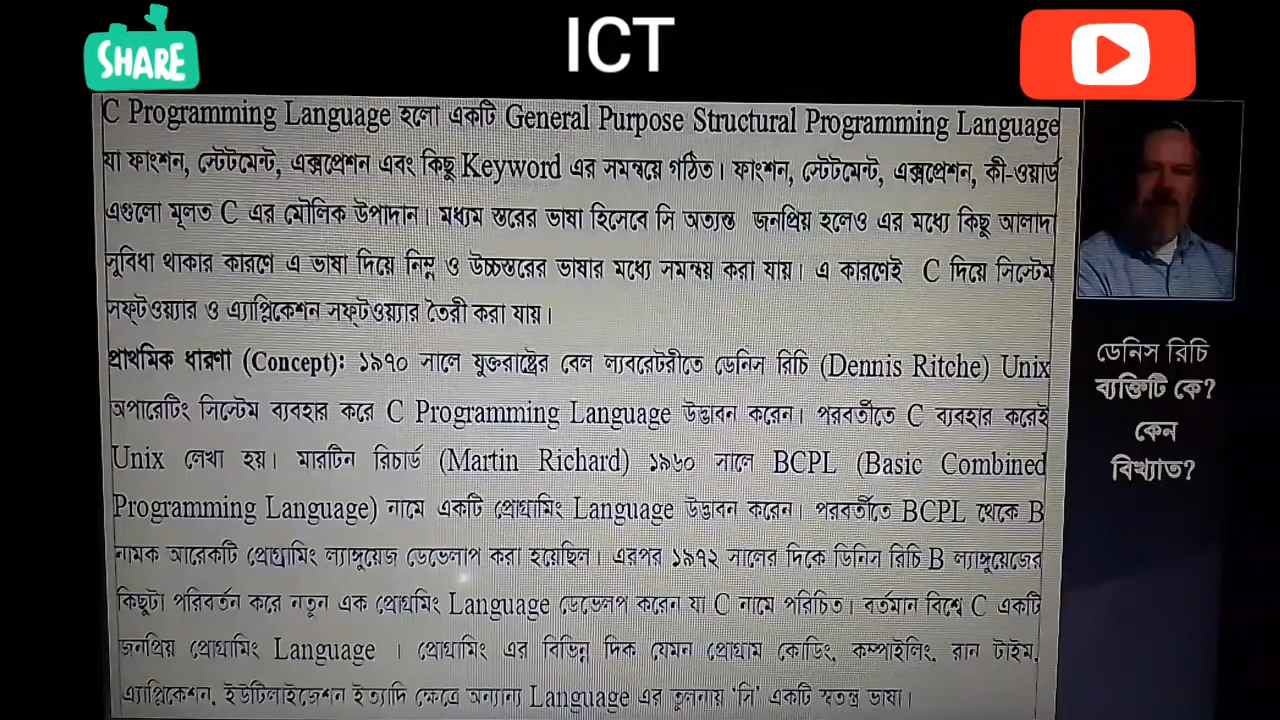 SHARE
ICT
C Programming Language হলো একটি General Purpose Structural Programming Language
যা ফাংশন, স্টেটমেন্ট, এক্সপ্রেশন এবং কিছু Keyword এর সমন্বয়ে গঠিত। ফাংশন, স্টেটমেন্ট, এক্সপ্রেশন, কী-ওয়ার্ড
এগুলো মূলত C এর মৌলিক উপাদান। মধ্যম স্তরের ভাষা হিসেবে সি অত্যন্ত জনপ্রিয় হলেও এর মধ্যে কিছু আলাদা
সুবিধা থাকার কারণে এ ভাষা দিয়ে নিম্ন ও উচ্চস্তরের ভাষার মধ্যে সমন্বয় করা যায়। এ কারণেই C দিয়ে সিস্টেম
সফ্‌টওয়্যার ও এ্যাপ্লিকেশন সফ্‌টওয়্যার তৈরী করা যায়।
প্রাথমিক ধারণা (Concept): ১৯৭০ সালে যুক্তরাষ্ট্রের বেল ল্যবরেটরীতে ডেনিস রিচি (Dennis Ritche) Unix
অপারেটিং সিস্টেম ব্যবহার করে C Programming Language উদ্ভাবন করেন। পরবর্তীতে C ব্যবহার করেই
Unix লেখা হয়। মারটিন রিচার্ড (Martin Richard) ১৯৬০ সালে BCPL (Basic Combined
Programming Language) নামে একটি প্রোগ্রামিং Language উদ্ভাবন করেন। পরবর্তীতে BCPL থেকে B
নামক আরেকটি প্রোগ্রামিং ল্যাঙ্গুয়েজ ডেভেলাপ করা হয়েছিল। এরপর ১৯৭২ সালের দিকে ডিনিস রিচি B ল্যাঙ্গুয়েজের
কিছুটা পরিবর্তন করে নতুন এক প্রোগ্রামিং Language ডেভেলপ করেন যা C নামে পরিচিত। বর্তমান বিশ্বে C একটি
জনপ্রিয় প্রোগ্রামিং Language । প্রোগ্রামিং এর বিভিন্ন দিক যেমন প্রোগ্রাম কোডিং, কম্পাইলিং, রান টাইম,
এ্যাপ্লিকেশন, ইউটিলাইজেশন ইত্যাদি ক্ষেত্রে অন্যান্য Language এর তুলনায় 'সি' একটি স্বতন্ত্র ভাষা।
ডেনিস রিচি
ব্যক্তিটি কে?
কেন
বিখ্যাত?